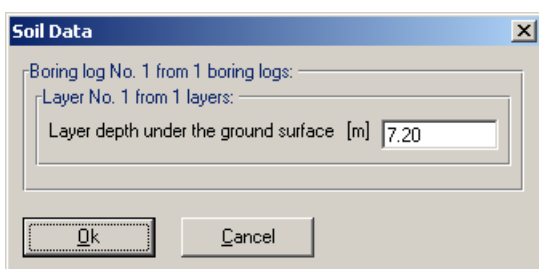 Soil Data
Boring log No. 1 from 1 boring logs:
Layer No. 1 from 1 layers:
Layer depth under the ground surface [m] 7.20
Ok Cancel